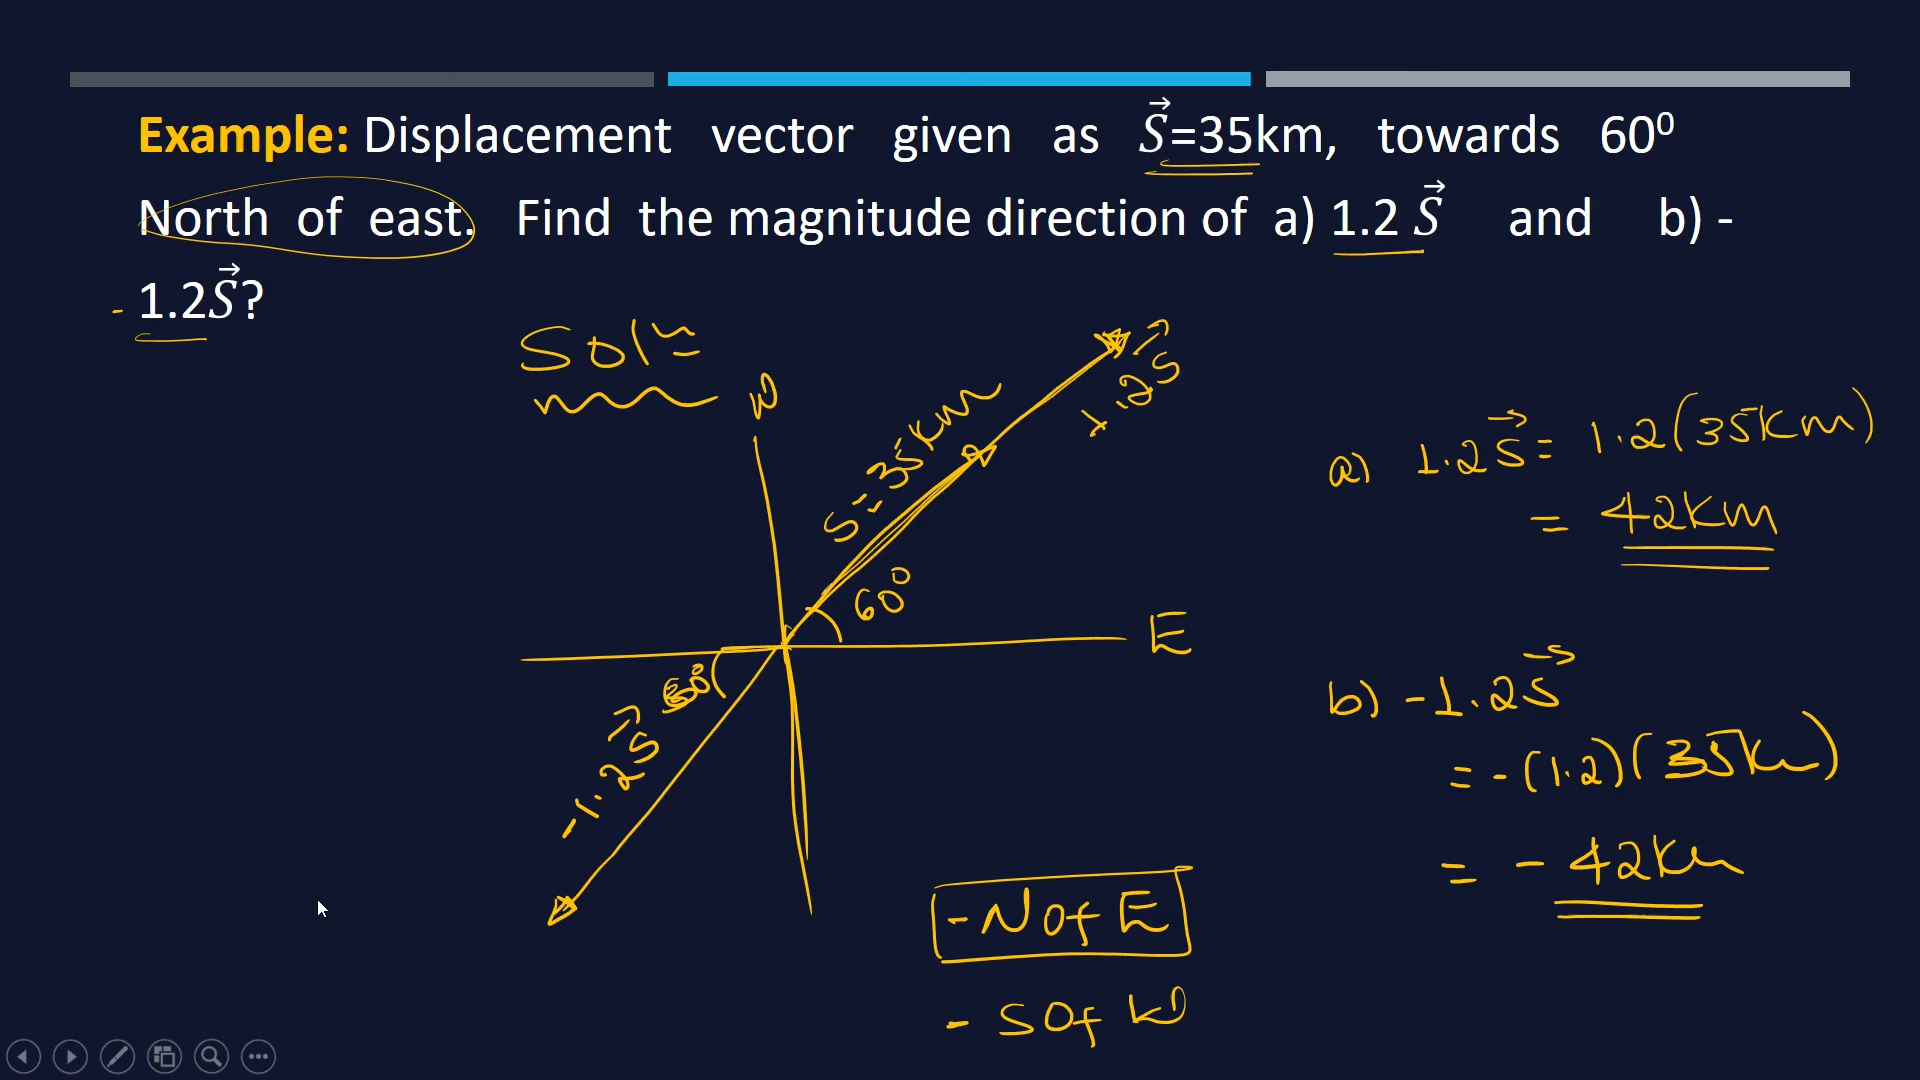 Example: Displacement vector given as S⃗=35km, towards 60⁰
North of east. Find the magnitude direction of a) 1.2 S⃗ and b) -
- 1.2S⃗?
Soln
N
1.2S⃗
S=35km
a) 1.2S⃗ = 1.2(35km)
= 42km
60⁰
E
60⁰
-1.2S⃗
b) -1.2S⃗
= -(1.2)(35km)
= - 42km
- N of E
- S of W